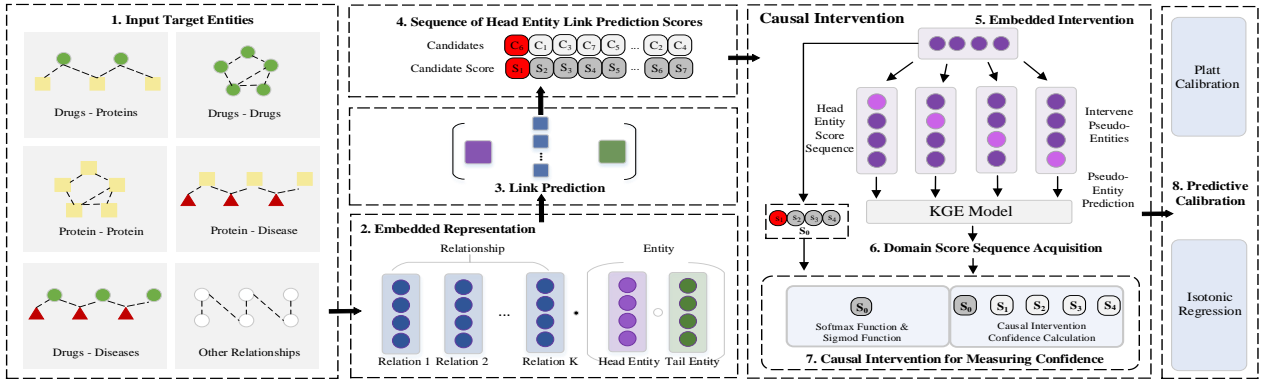 1. Input Target Entities
Drugs - Proteins
Drugs - Drugs
Protein - Protein
Protein - Disease
Drugs - Diseases
Other Relationships
4. Sequence of Head Entity Link Prediction Scores
Candidates
C₁ C₃ C₇ C₅ ... C₂ C₄
Candidate Score
S₁ S₂ S₃ S₄ S₅ ... S₆ S₇
3. Link Prediction
2. Embedded Representation
Relationship
Entity
...
Relation 1
Relation 2
Relation K
Head Entity
Tail Entity
Causal Intervention
5. Embedded Intervention
Head
Entity
Score
Sequence
Intervene
Pseudo-
Entities
Pseudo-
Entity
Prediction
KGE Model
s₁ s₂ s₃ s₄
S₀
6. Domain Score Sequence Acquisition
S₀
Softmax Function &
Sigmod Function
S₀ S₁ S₂ S₃ S₄
Causal Intervention
Confidence Calculation
7. Causal Intervention for Measuring Confidence
Platt
Calibration
8. Predictive
Calibration
Isotonic
Regression